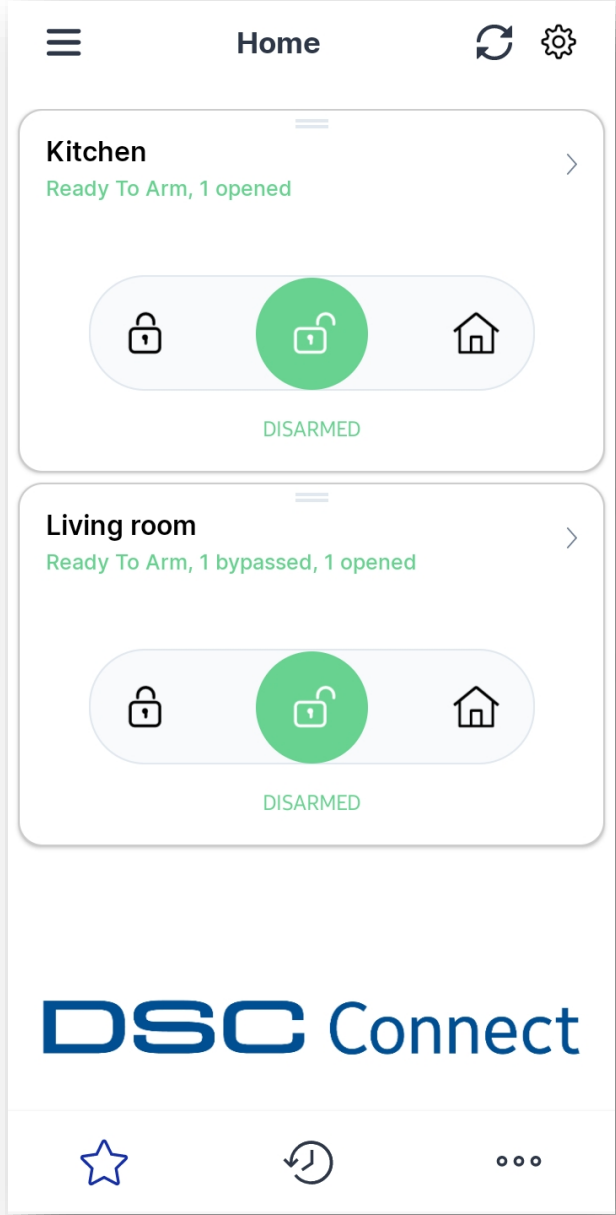 Home
Kitchen
Ready To Arm, 1 opened
DISARMED
Living room
Ready To Arm, 1 bypassed, 1 opened
DISARMED
DSC Connect